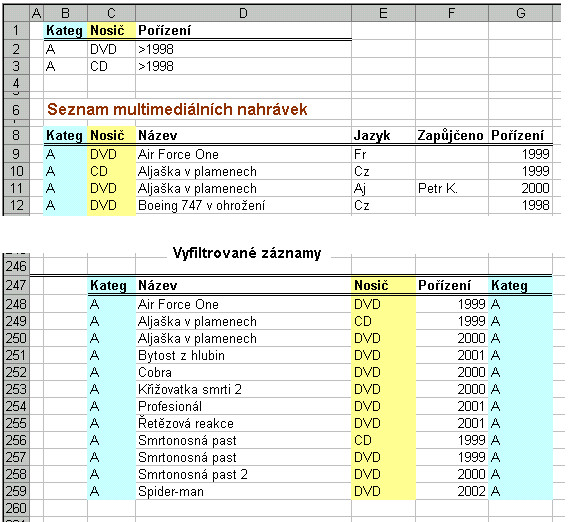 A B C D E F G
1 Kateg Nosič Pořízení
2 A DVD >1998
3 A CD >1998
4
6 Seznam multimediálních nahrávek
8 Kateg Nosič Název Jazyk Zapůjčeno Pořízení
9 A DVD Air Force One Fr 1999
10 A CD Aljaška v plamenech Cz 1999
11 A DVD Aljaška v plamenech Aj Petr K. 2000
12 A DVD Boeing 747 v ohrožení Cz 1998
Vyfiltrované záznamy
246
247 Kateg Název Nosič Pořízení Kateg
248 A Air Force One DVD 1999 A
249 A Aljaška v plamenech CD 1999 A
250 A Aljaška v plamenech DVD 2000 A
251 A Bytost z hlubin DVD 2001 A
252 A Cobra DVD 2000 A
253 A Křižovatka smrti 2 DVD 2000 A
254 A Profesionál DVD 2001 A
255 A Řetězová reakce DVD 2001 A
256 A Smrtonosná past CD 1999 A
257 A Smrtonosná past DVD 1999 A
258 A Smrtonosná past 2 DVD 2000 A
259 A Spider-man DVD 2002 A
260